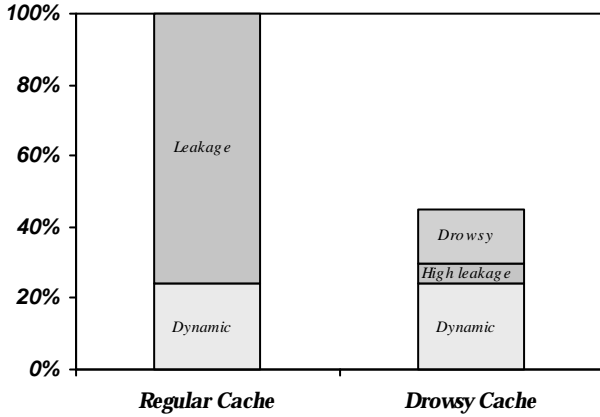 100%
80%
60%
40%
20%
0%
Leakage
Dynamic
Drowsy
High leakage
Dynamic
Regular Cache
Drowsy Cache